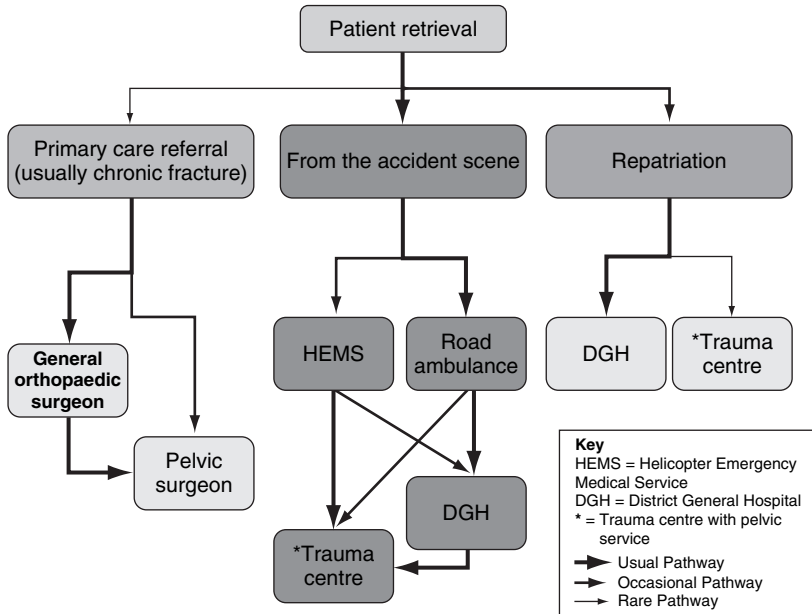 Patient retrieval
Primary care referral
(usually chronic fracture)
From the accident scene
Repatriation
General
orthopaedic
surgeon
Pelvic
surgeon
HEMS
Road
ambulance
DGH
*Trauma
centre
DGH
*Trauma
centre
Key
HEMS = Helicopter Emergency
Medical Service
DGH = District General Hospital
* = Trauma centre with pelvic
service
Usual Pathway
Occasional Pathway
Rare Pathway